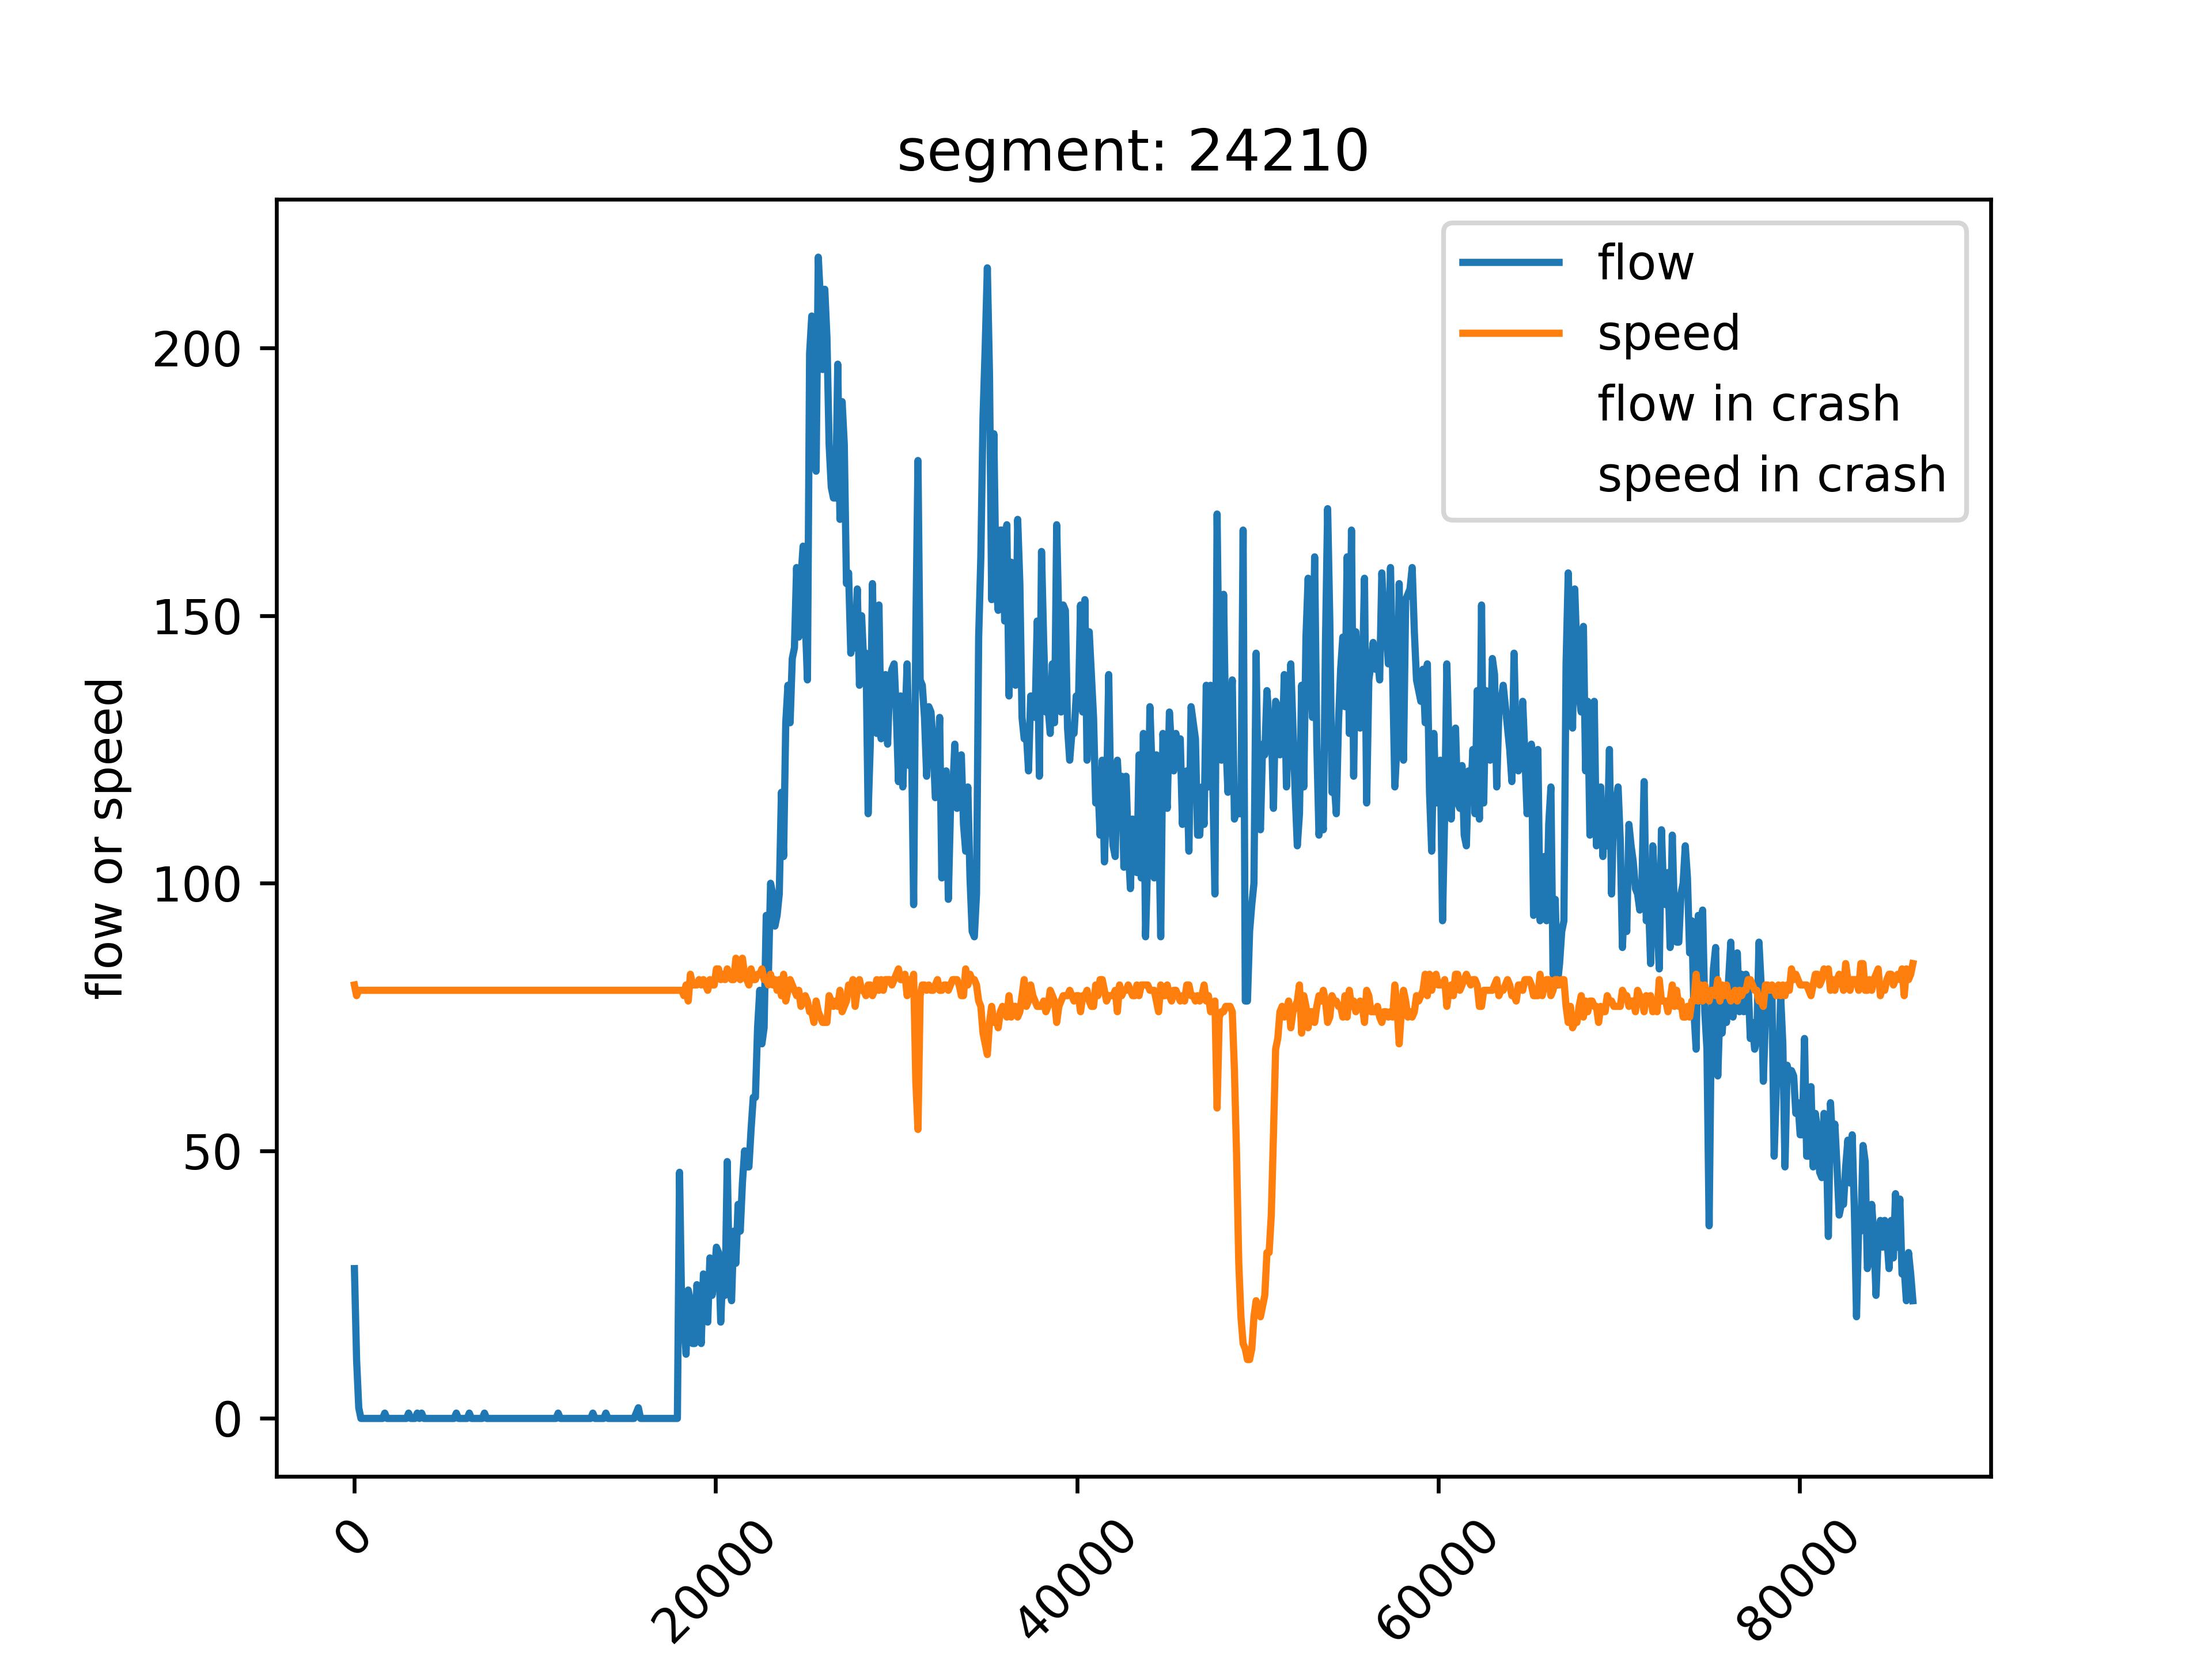 segment: 24210
flow
speed
flow in crash
speed in crash
flow or speed
200
150
100
50
0
0
20000
40000
60000
80000